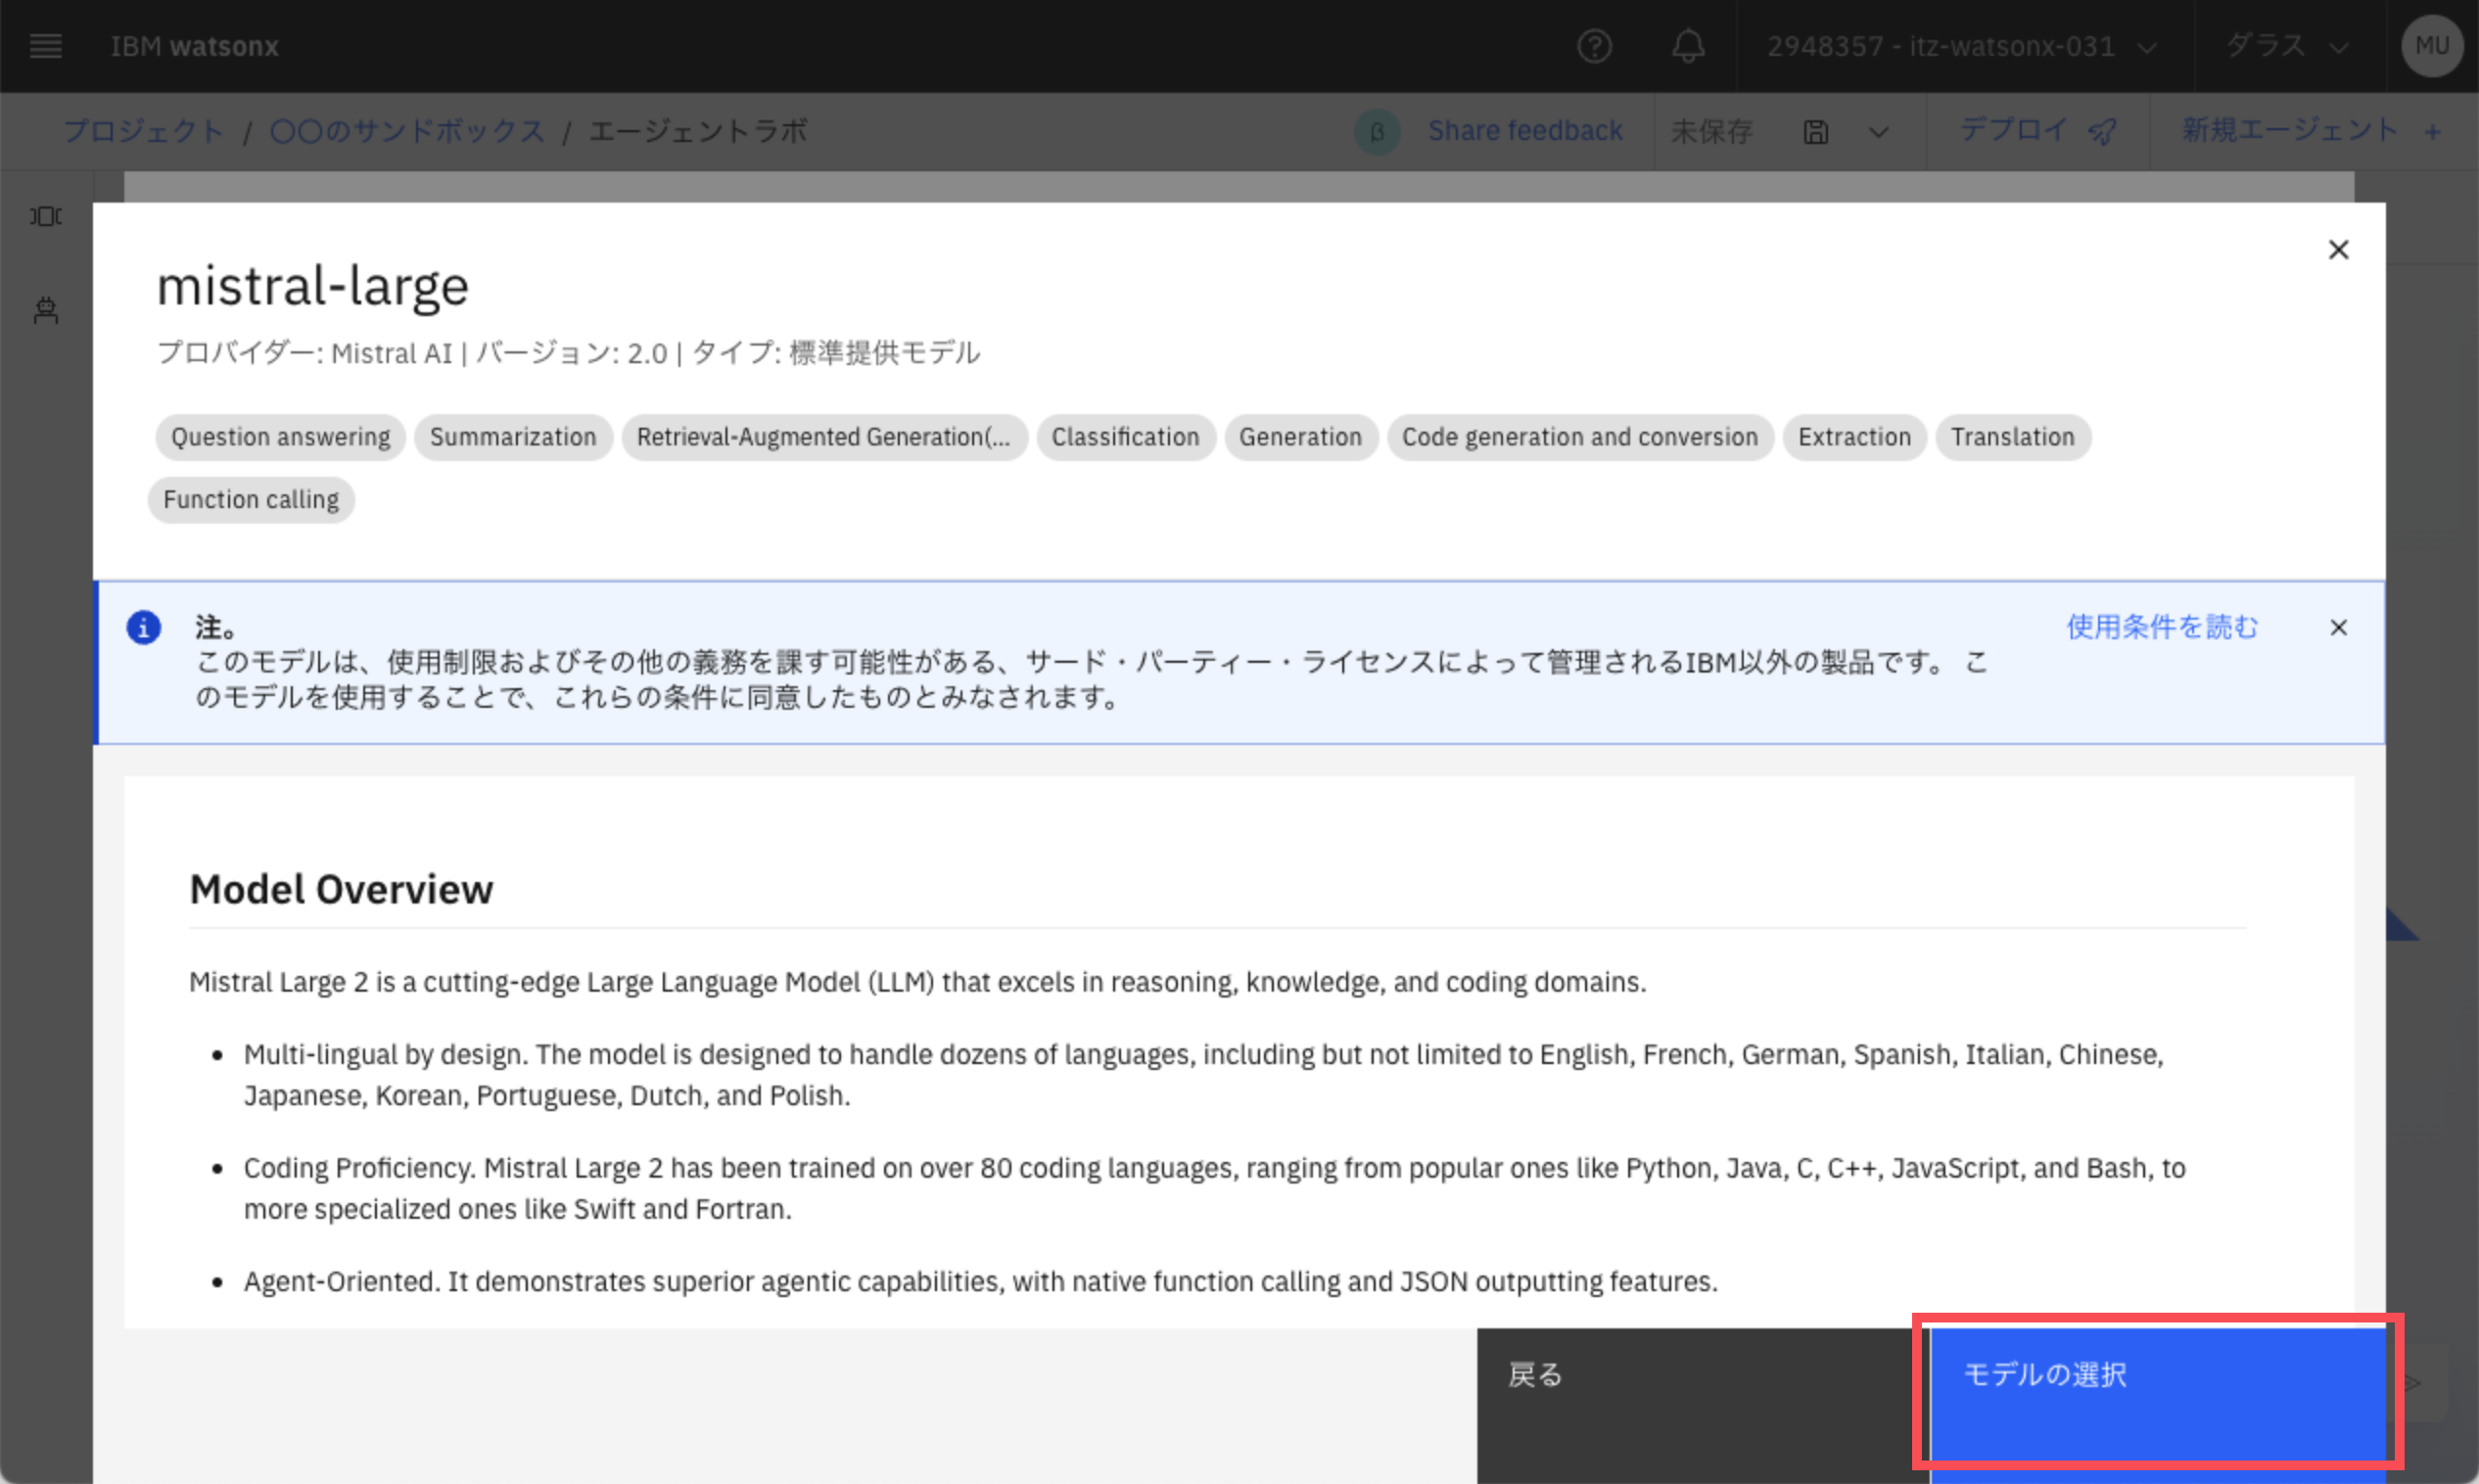 IBM watsonx
2948357 - itz-watsonx-031
ダラス
MU
プロジェクト / 〇〇のサンドボックス / エージェントラボ
β
Share feedback
未保存
デプロイ
新規エージェント +
mistral-large
プロバイダー: Mistral AI | バージョン: 2.0 | タイプ: 標準提供モデル
Question answering
Summarization
Retrieval-Augmented Generation(...
Classification
Generation
Code generation and conversion
Extraction
Translation
Function calling
注。
使用条件を読む
このモデルは、使用制限およびその他の義務を課す可能性がある、サード・パーティー・ライセンスによって管理されるIBM以外の製品です。 こ
のモデルを使用することで、これらの条件に同意したものとみなされます。
Model Overview
Mistral Large 2 is a cutting-edge Large Language Model (LLM) that excels in reasoning, knowledge, and coding domains.
• Multi-lingual by design. The model is designed to handle dozens of languages, including but not limited to English, French, German, Spanish, Italian, Chinese,
Japanese, Korean, Portuguese, Dutch, and Polish.
• Coding Proficiency. Mistral Large 2 has been trained on over 80 coding languages, ranging from popular ones like Python, Java, C, C++, JavaScript, and Bash, to
more specialized ones like Swift and Fortran.
• Agent-Oriented. It demonstrates superior agentic capabilities, with native function calling and JSON outputting features.
戻る
モデルの選択